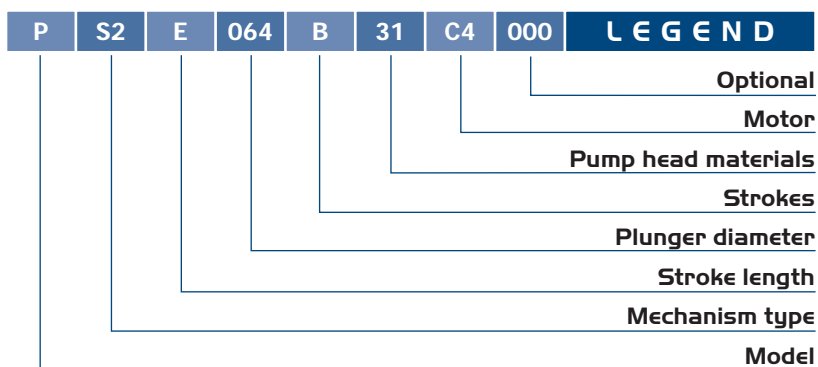 P S2 E 064 B 31 C4 000 LEGEND
Optional
Motor
Pump head materials
Strokes
Plunger diameter
Stroke length
Mechanism type
Model